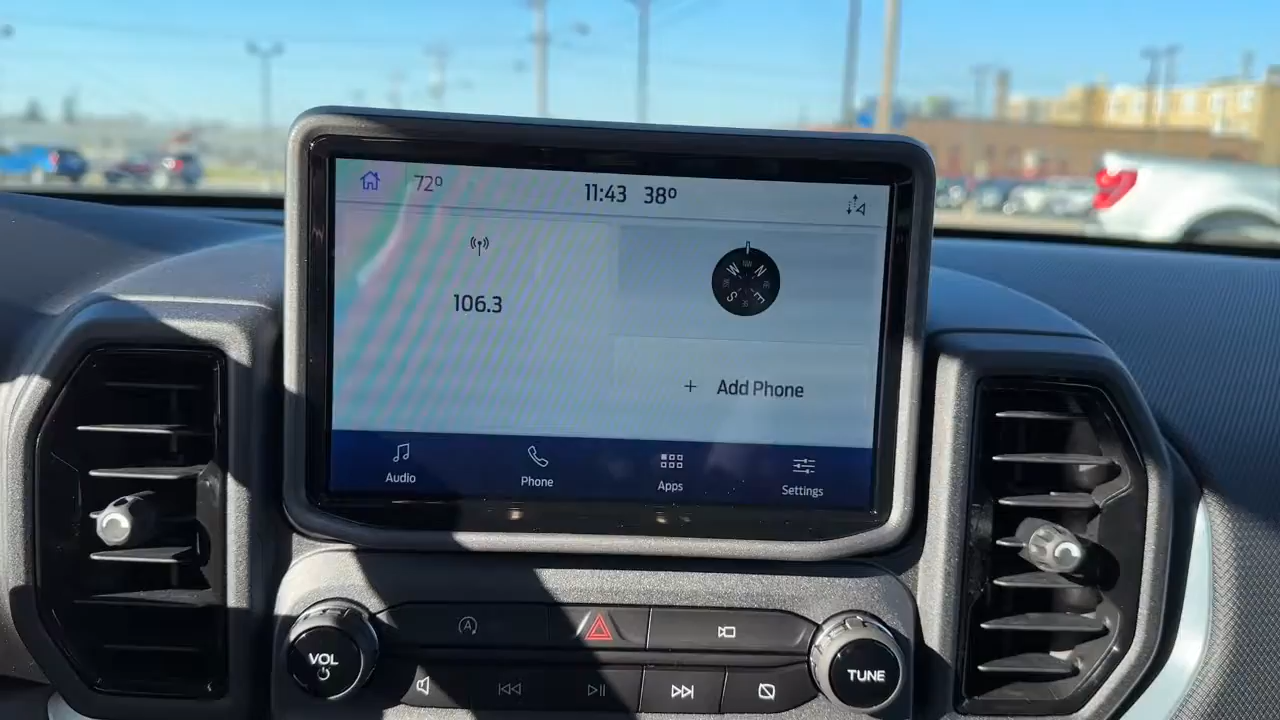 72°
11:43 38°
106.3
W N
S E
+ Add Phone
Audio Phone Apps Settings
VOL
TUNE